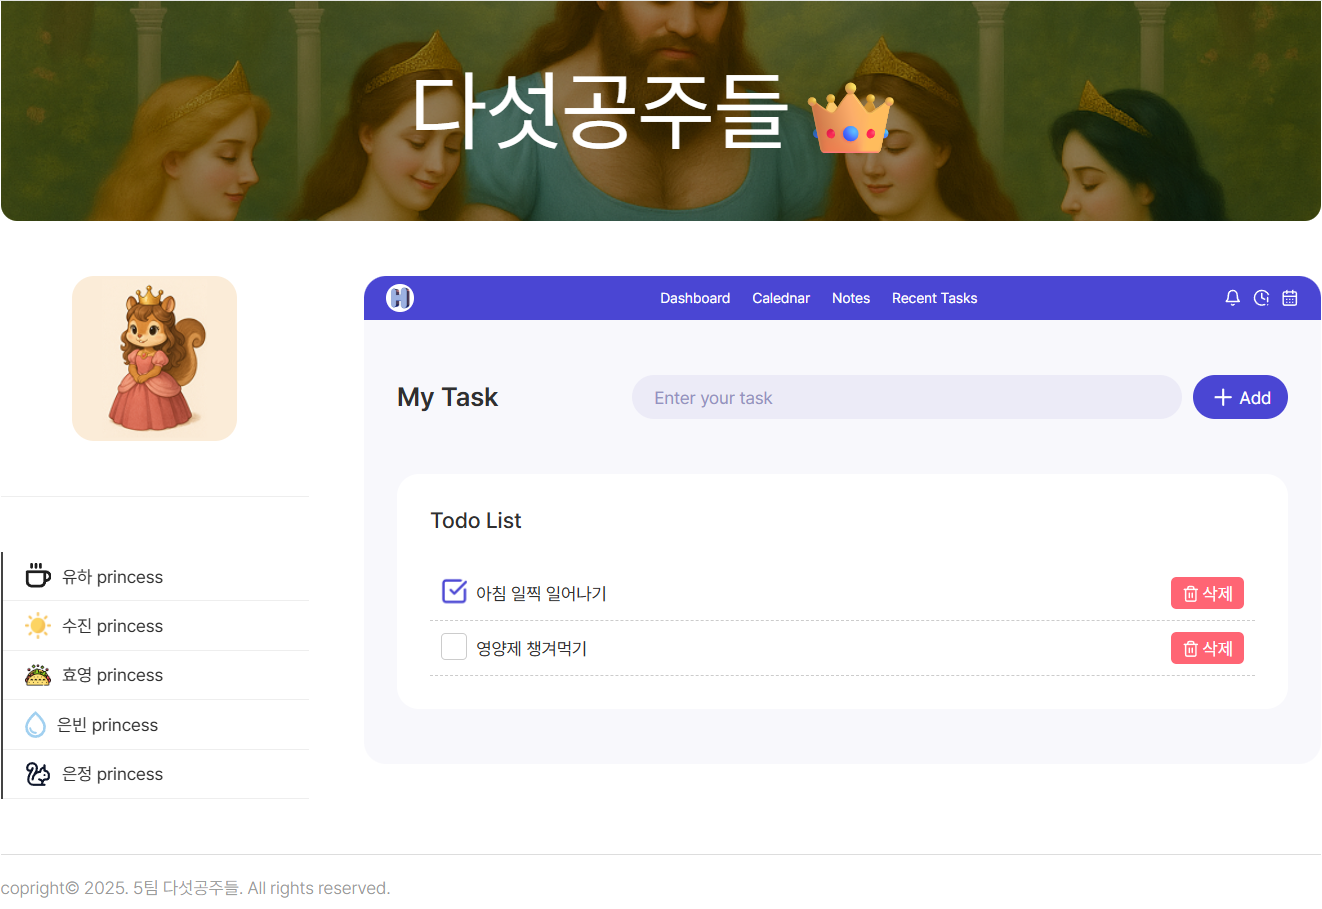 다섯공주들
H
Dashboard Calednar Notes Recent Tasks
My Task
Enter your task
Add
Todo List
아침 일찍 일어나기
삭제
영양제 챙겨먹기
삭제
유하 princess
수진 princess
효영 princess
은빈 princess
은정 princess
copright© 2025. 5팀 다섯공주들. All rights reserved.